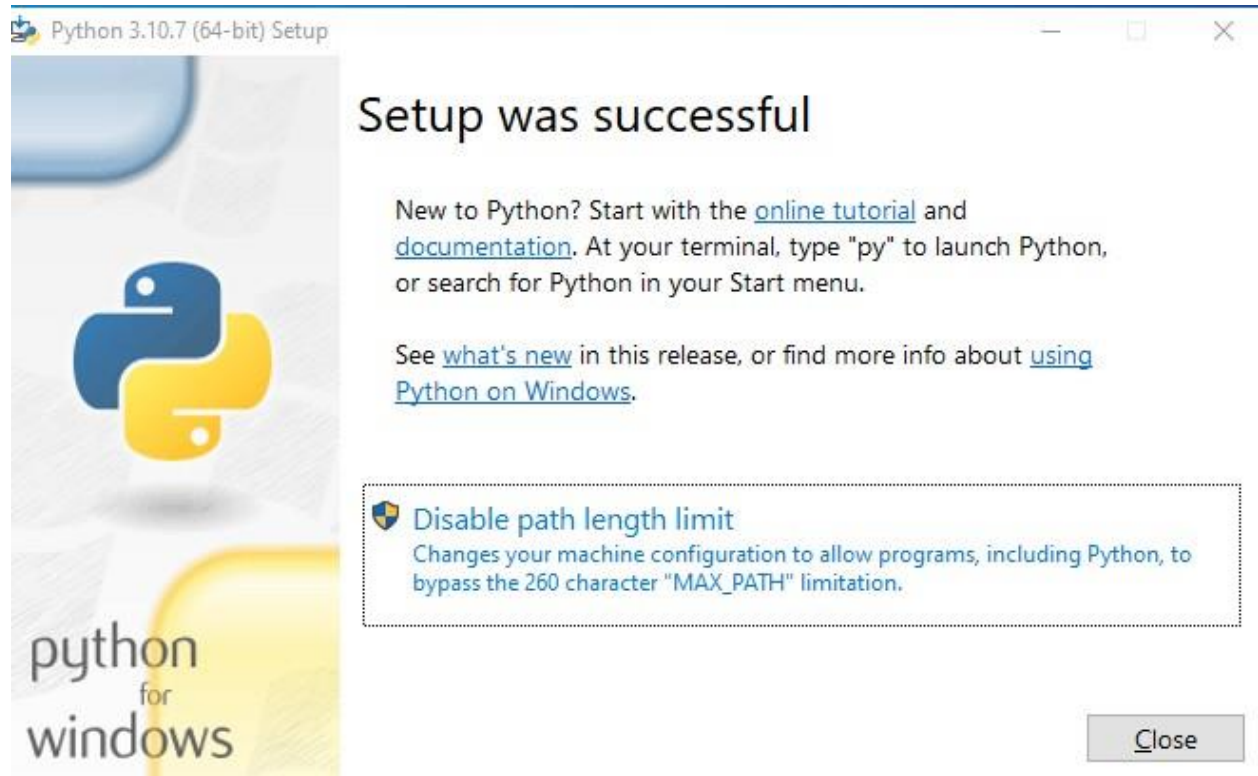 Python 3.10.7 (64-bit) Setup
Setup was successful
New to Python? Start with the online tutorial and
documentation. At your terminal, type "py" to launch Python,
or search for Python in your Start menu.
See what's new in this release, or find more info about using
Python on Windows.
Disable path length limit
Changes your machine configuration to allow programs, including Python, to
bypass the 260 character "MAX_PATH" limitation.
python
for
windows
Close